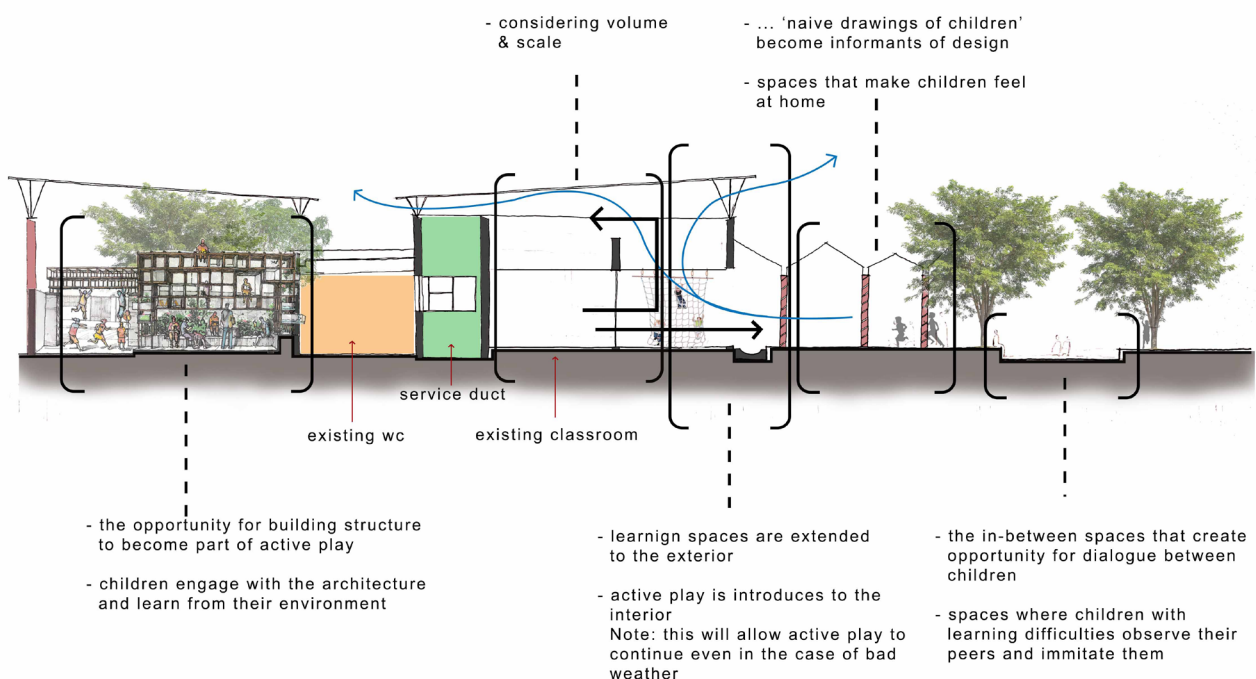 - considering volume
& scale
- ... ‘naive drawings of children’
become informants of design
- spaces that make children feel
at home
service duct
existing wc
existing classroom
- the opportunity for building structure
to become part of active play
- children engage with the architecture
and learn from their environment
- learnign spaces are extended
to the exterior
- active play is introduces to the
interior
Note: this will allow active play to
continue even in the case of bad
weather
- the in-between spaces that create
opportunity for dialogue between
children
- spaces where children with
learning difficulties observe their
peers and immitate them